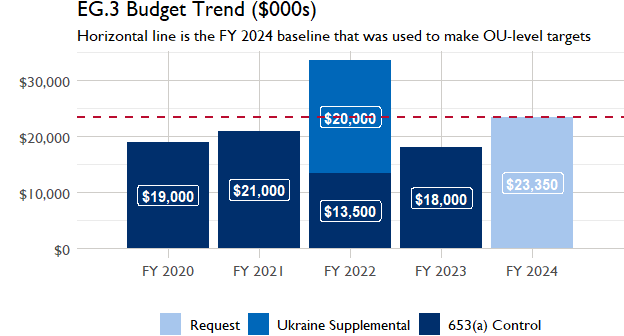 EG.3 Budget Trend ($000s)
Horizontal line is the FY 2024 baseline that was used to make OU-level targets
$30,000
$20,000
$10,000
$0
$19,000
$21,000
$20,000
$13,500
$18,000
$23,350
FY 2020 FY 2021 FY 2022 FY 2023 FY 2024
Request Ukraine Supplemental 653(a) Control